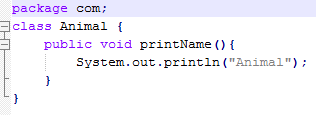 package com;
class Animal {
    public void printName(){
        System.out.println("Animal");
    }
}